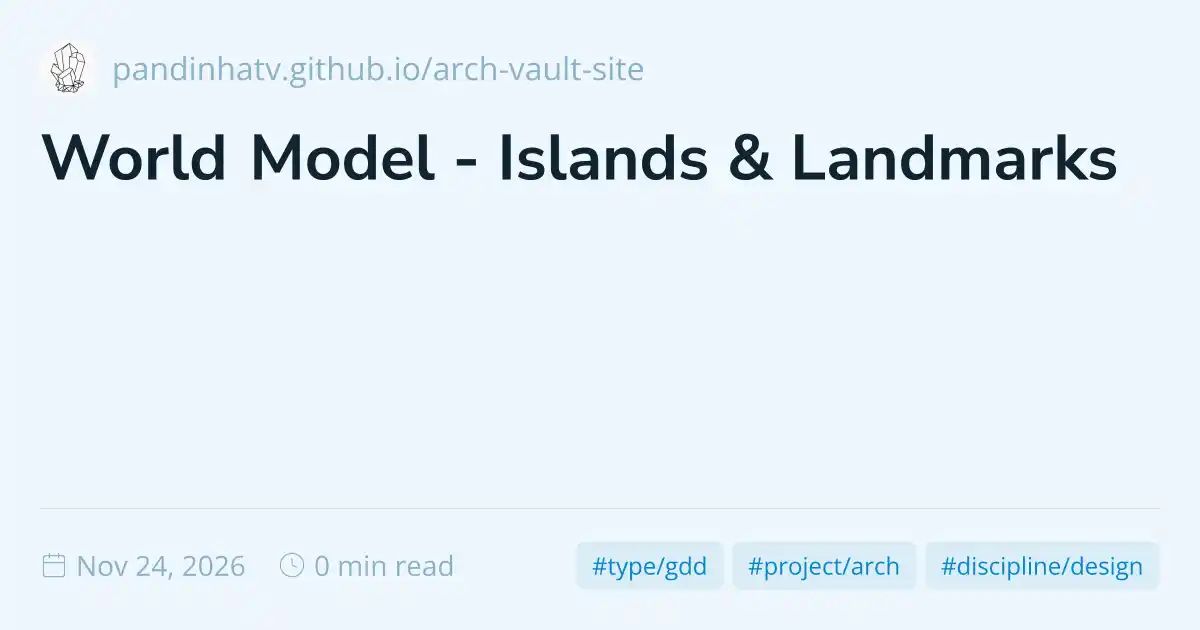 pandinhatv.github.io/arch-vault-site
World Model - Islands & Landmarks
Nov 24, 2026 0 min read #type/gdd #project/arch #discipline/design